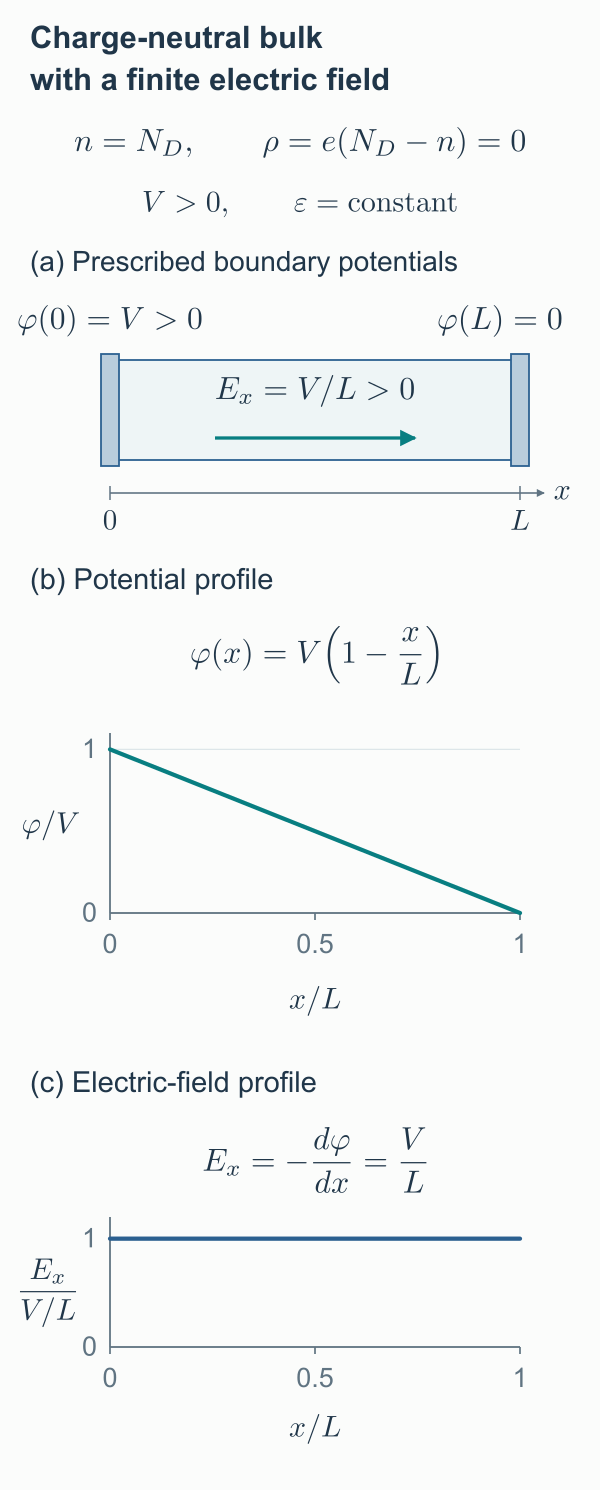 Charge-neutral bulk
with a finite electric field
n = N_D,    ρ = e(N_D − n) = 0
V > 0,    ε = constant
(a) Prescribed boundary potentials
φ(0) = V > 0    φ(L) = 0
E_x = V/L > 0
x
0    L
(b) Potential profile
φ(x) = V(1 − x/L)
1
φ/V
0
0    0.5    1
x/L
(c) Electric-field profile
E_x = −dφ/dx = V/L
1
E_x/(V/L)
0
0    0.5    1
x/L